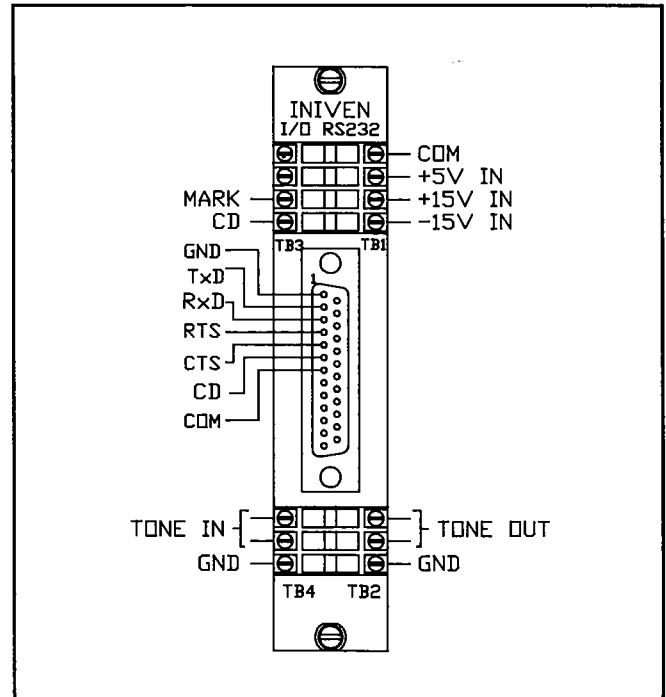 INIVEN
I/O RS232
COM
+5V IN
MARK
+15V IN
CD
-15V IN
TB3
TB1
GND
1
TxD
RxD
RTS
CTS
CD
COM
TONE IN
TONE OUT
GND
GND
TB4
TB2